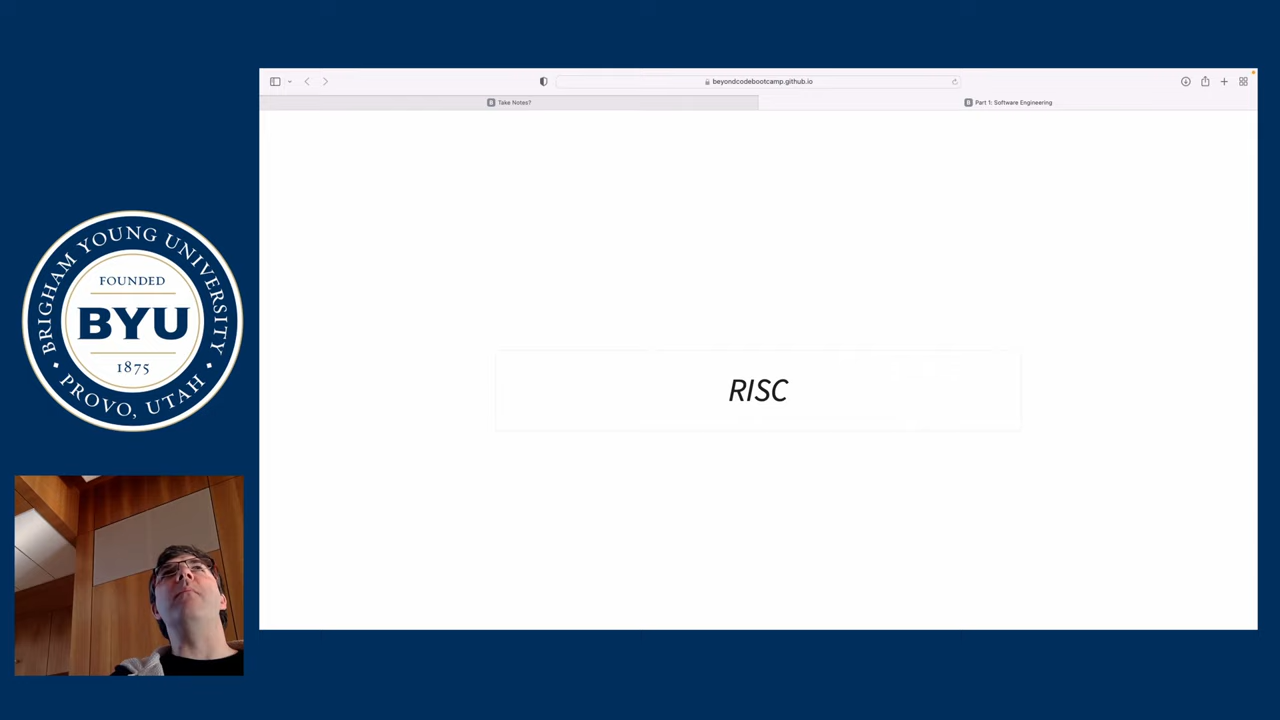 beyondcodebootcamp.github.io
Take Notes?
Part 1: Software Engineering
RISC
BRIGHAM YOUNG UNIVERSITY
FOUNDED
BYU
1875
PROVO, UTAH